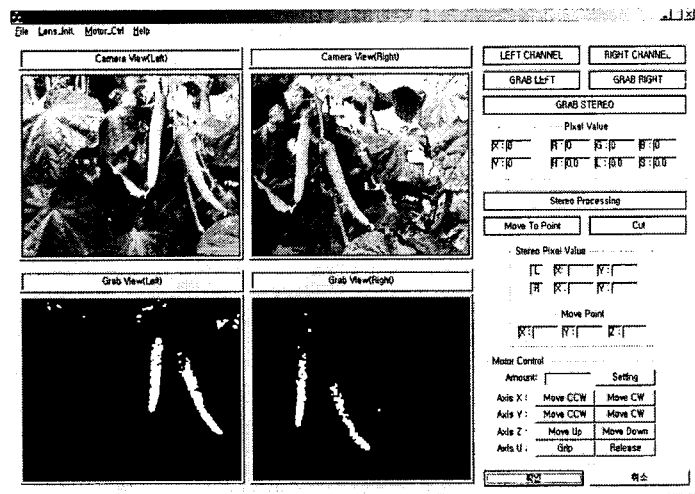 File Lens_Init Motor_Ctrl Help
Camera View(Left)
Camera View(Right)
LEFT CHANNEL
RIGHT CHANNEL
GRAB LEFT
GRAB RIGHT
GRAB STEREO
Pixel Value
X : 0 R : 0 G : 0 B : 0
Y : 0 H : 0.0 L : 0.0 S : 0.0
Stereo Processing
Move To Point
Cut
Stereo Pixel Value
L X : Y :
R X : Y :
Grab View(Left)
Grab View(Right)
Move Point
X : Y : Z :
Motor Control
Amount: Setting
Axis X : Move CCW Move CW
Axis Y : Move CCW Move CW
Axis Z : Move Up Move Down
Axis U : Grip Release
확인
취소